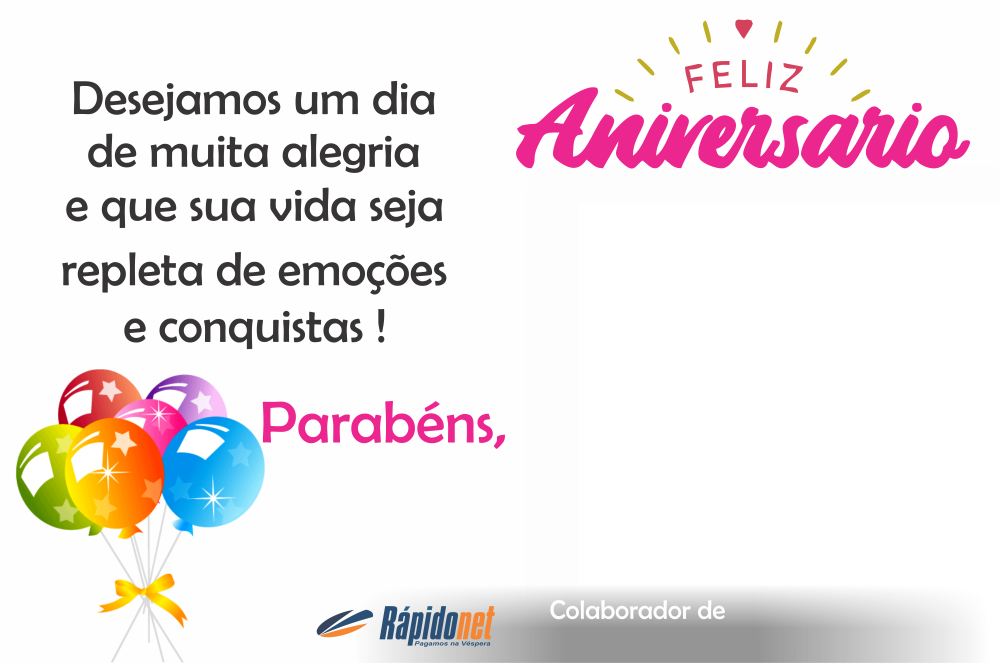 Desejamos um dia
de muita alegria
e que sua vida seja
repleta de emoções
e conquistas !
Parabéns,
FELIZ
Aniversario
Rápidonet
Pagamos na Véspera
Colaborador de